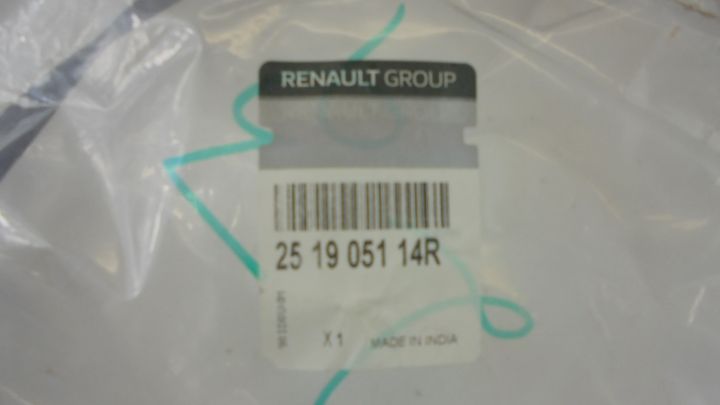 RENAULT GROUP
25 19 051 14R
X 1
MADE IN INDIA